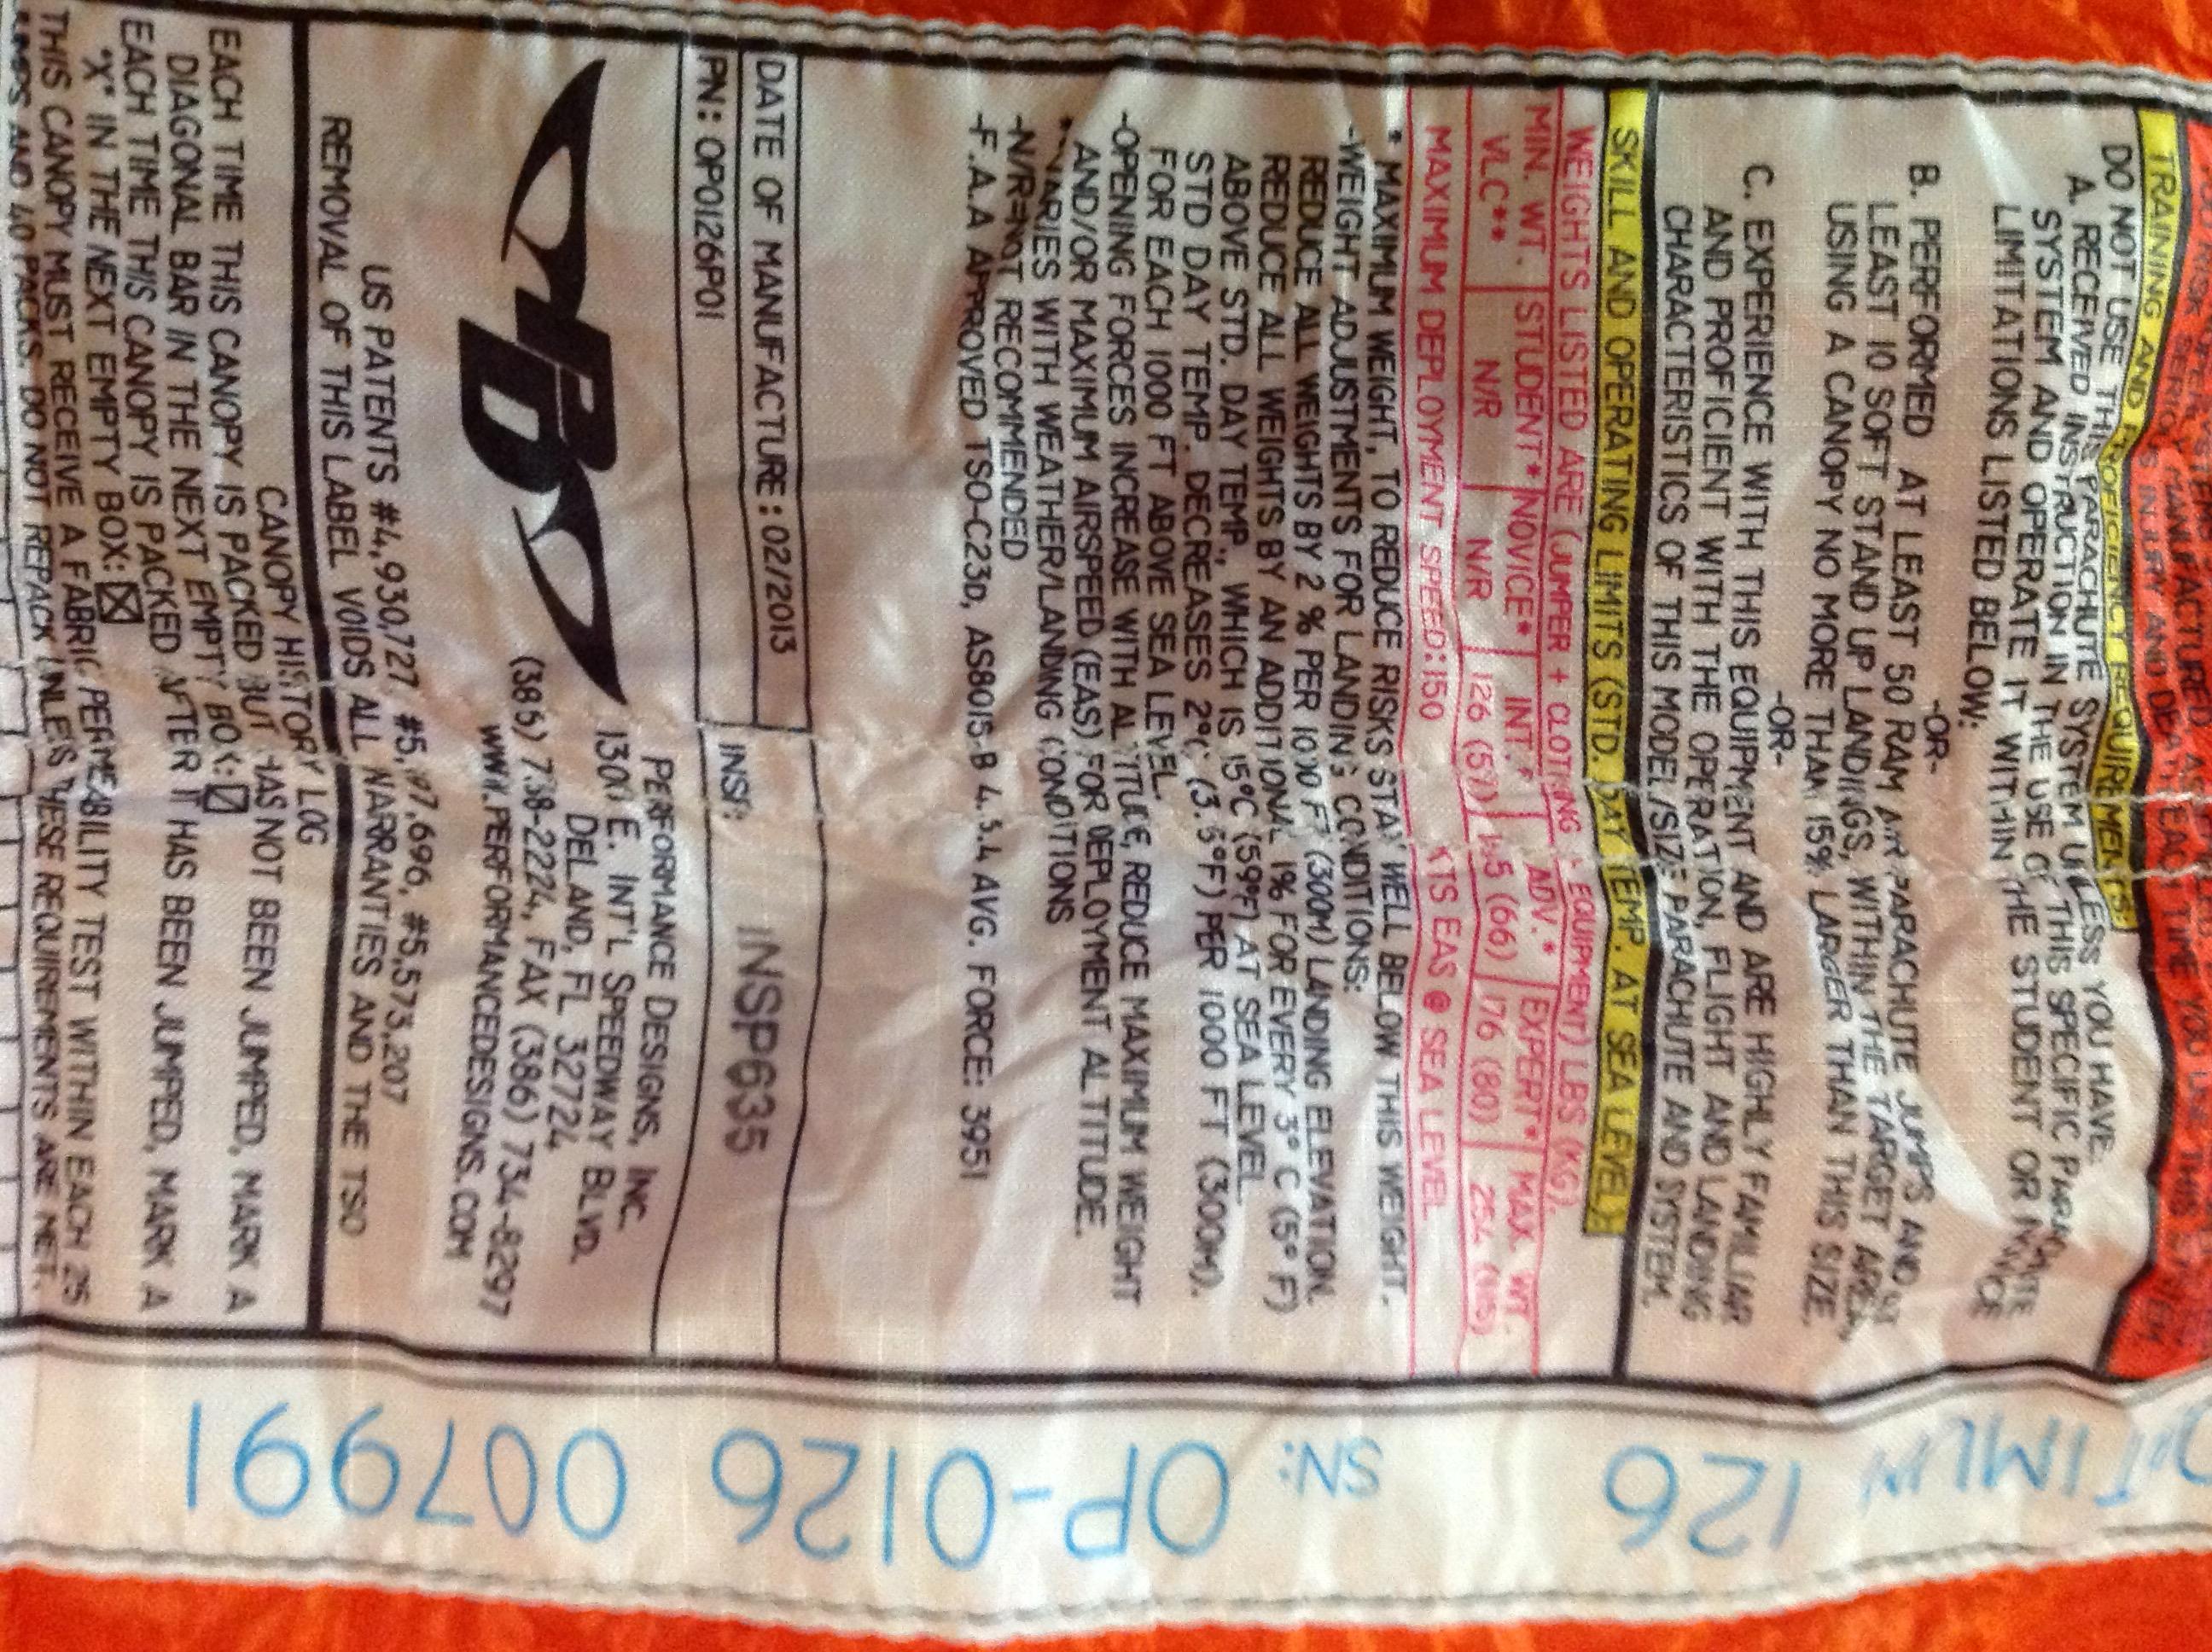 TRAINING AND PROFICIENCY REQUIREMENTS:
DO NOT USE THIS PARACHUTE SYSTEM UNLESS YOU HAVE:
A. RECEIVED INSTRUCTION IN THE USE OF THIS SPECIFIC
SYSTEM AND OPERATE IT WITHIN THE STUDENT OR NOVICE
LIMITATIONS LISTED BELOW:
-OR-
B. PERFORMED AT LEAST 50 RAM AIR PARACHUTE JUMPS AND AT
LEAST 10 SOFT STAND UP LANDINGS, WITHIN THE TARGET AREA,
USING A CANOPY NO MORE THAN 15% LARGER THAN THIS SIZE.
-OR-
C. EXPERIENCE WITH THIS EQUIPMENT AND ARE HIGHLY FAMILIAR
AND PROFICIENT WITH THE OPERATION, FLIGHT AND LANDING
CHARACTERISTICS OF THIS MODEL/SIZE PARACHUTE AND SYSTEM.
SKILL AND OPERATING LIMITS (STD. DAY TEMP. AT SEA LEVEL)
WEIGHTS LISTED ARE (JUMPER + CLOTHING + EQUIPMENT) LBS (KG).
MIN. WT. STUDENT* NOVICE* INT.* ADV.* EXPERT* MAX. WT.
VLC** N/R N/R 126 (57) 145 (66) 176 (80) 254 (115)
MAXIMUM DEPLOYMENT SPEED:150 KTS EAS @ SEA LEVEL
* MAXIMUM WEIGHT, TO REDUCE RISKS STAY WELL BELOW THIS WEIGHT.
-WEIGHT ADJUSTMENTS FOR LANDING CONDITIONS:
REDUCE ALL WEIGHTS BY 2 % PER 1000 FT (300M) LANDING ELEVATION.
REDUCE ALL WEIGHTS BY AN ADDITIONAL 1% FOR EVERY 3° C (5° F)
ABOVE STD. DAY TEMP., WHICH IS 15°C (59°F) AT SEA LEVEL.
STD DAY TEMP. DECREASES 2°C (3.5°F) PER 1000 FT (300M).
FOR EACH 1000 FT ABOVE SEA LEVEL.
-OPENING FORCES INCREASE WITH ALTITUDE, REDUCE MAXIMUM WEIGHT
AND/OR MAXIMUM AIRSPEED (EAS) FOR DEPLOYMENT ALTITUDE.
**VARIES WITH WEATHER/LANDING CONDITIONS
-N/R=NOT RECOMMENDED
-F.A.A APPROVED TSO-C23D, AS8015-B 4.3.4 AVG. FORCE: 3951
DATE OF MANUFACTURE: 02/2013
PN: OP0126P01
INSP: INSP635
PD
PERFORMANCE DESIGNS, INC.
1300 E. INT'L SPEEDWAY BLVD.
DELAND, FL 32724
(386) 738-2224, FAX (386) 734-8297
WWW.PERFORMANCEDESIGNS.COM
US PATENTS #4,930,727, #5,#5,573,207
REMOVAL OF THIS LABEL VOIDS ALL WARRANTIES AND THE TSO
CANOPY HISTORY LOG
EACH TIME THIS CANOPY IS PACKED BUT HAS NOT BEEN JUMPED, MARK A
DIAGONAL BAR IN THE NEXT EMPTY BOX:
EACH TIME THIS CANOPY IS PACKED AFTER IT HAS BEEN JUMPED, MARK A
"X" IN THE NEXT EMPTY BOX:
THIS CANOPY MUST RECEIVE A FABRIC PERMEABILITY TEST WITHIN EACH 25
JUMPS AND 40 PACKS. DO NOT REPACK UNLESS THESE REQUIREMENTS ARE MET.
OPTIMUM 126 SN: OP-0126 007991